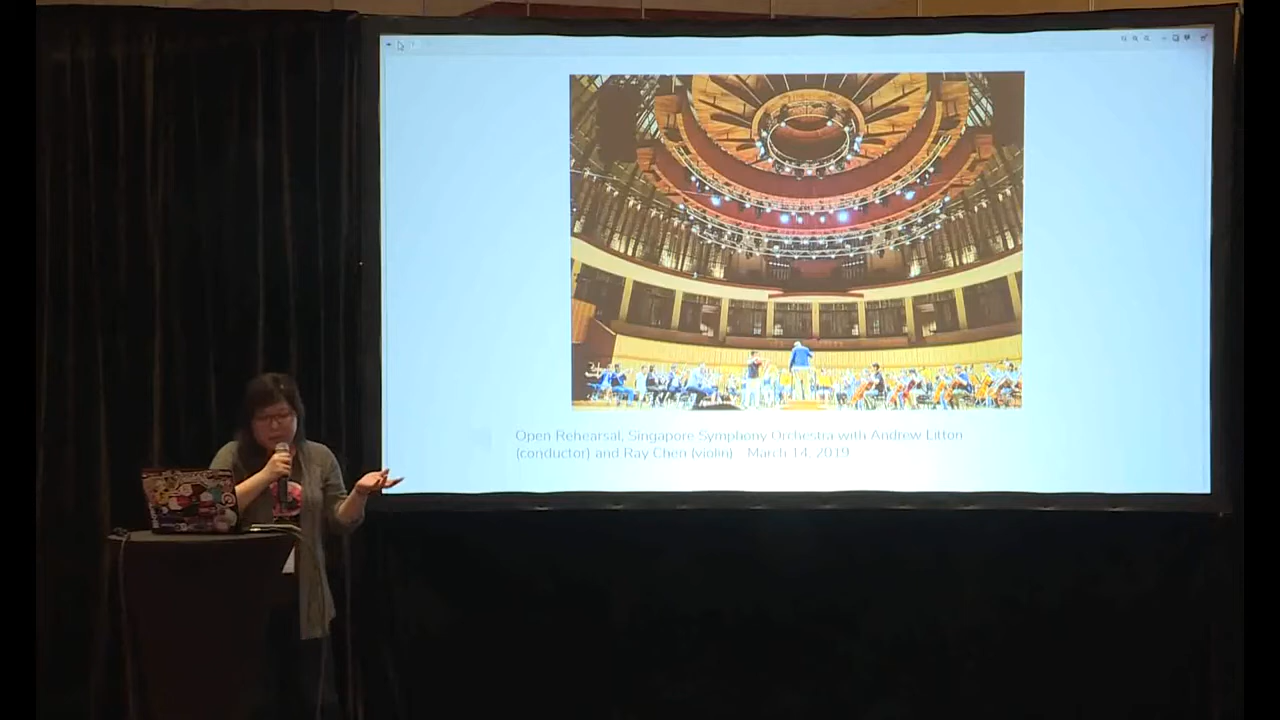 Open Rehearsal, Singapore Symphony Orchestra with Andrew Litton
(conductor) and Ray Chen (violin) - March 14, 2019